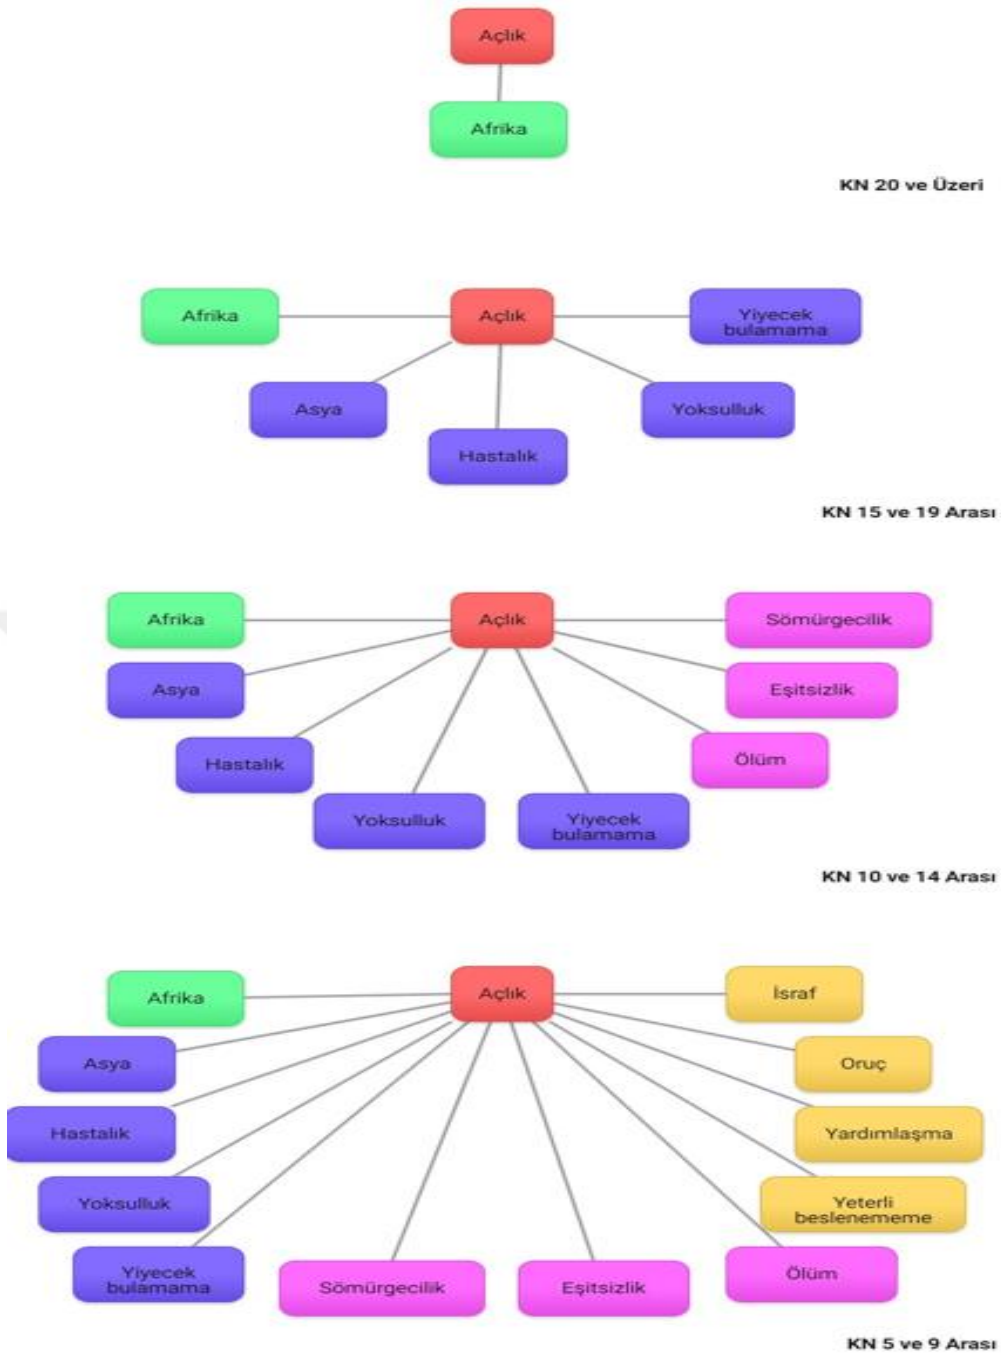 Açlık
Afrika
KN 20 ve Üzeri
Afrika
Açlık
Yiyecek
bulamama
Asya
Yoksulluk
Hastalık
KN 15 ve 19 Arası
Afrika
Açlık
Sömürgecilik
Asya
Eşitsizlik
Hastalık
Ölüm
Yoksulluk
Yiyecek
bulamama
KN 10 ve 14 Arası
Afrika
Açlık
İsraf
Asya
Oruç
Hastalık
Yardımlaşma
Yoksulluk
Yeterli
beslenememe
Yiyecek
bulamama
Sömürgecilik
Eşitsizlik
Ölüm
KN 5 ve 9 Arası